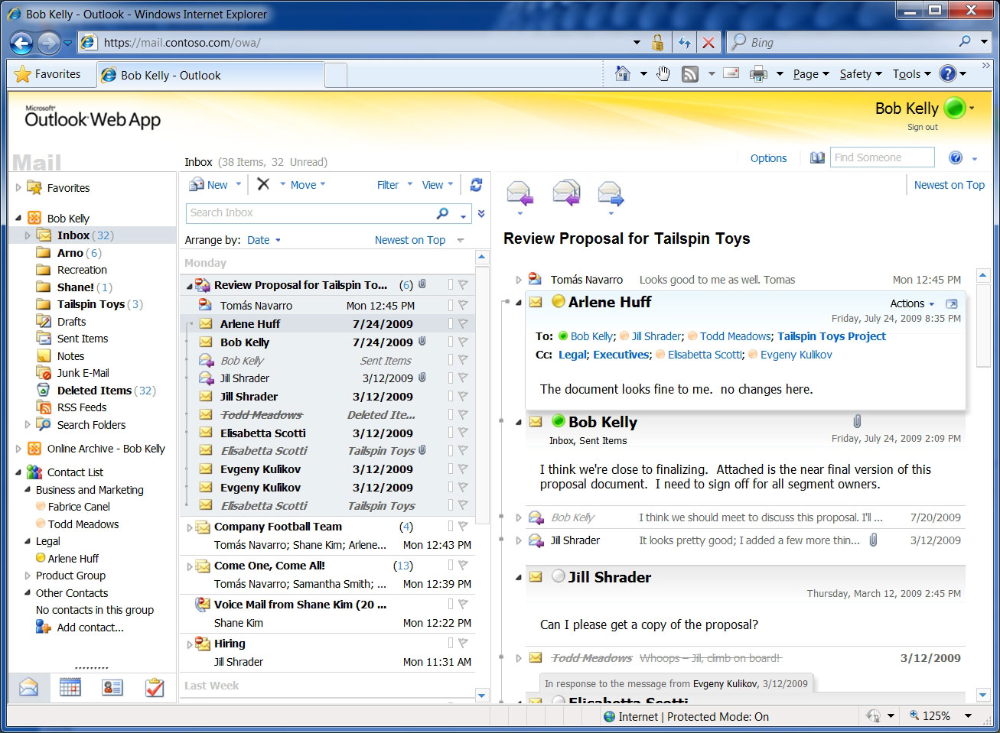 Bob Kelly - Outlook - Windows Internet Explorer
https://mail.contoso.com/owa/
Bing
Favorites
Bob Kelly - Outlook
Page
Safety
Tools
Microsoft®
Outlook Web App
Bob Kelly
Sign out
Mail
Inbox (38 Items, 32 Unread)
Options
Find Someone
Favorites
Bob Kelly
Inbox (32)
Arno (6)
Recreation
Shane! (1)
Tailspin Toys (3)
Drafts
Sent Items
Notes
Junk E-Mail
Deleted Items (32)
RSS Feeds
Search Folders
Online Archive - Bob Kelly
Contact List
Business and Marketing
Fabrice Canel
Todd Meadows
Legal
Arlene Huff
Product Group
Other Contacts
No contacts in this group
Add contact...
New
Move
Filter
View
Search Inbox
Arrange by: Date
Newest on Top
Monday
Review Proposal for Tailspin To... (6)
Tomás Navarro Mon 12:45 PM
Arlene Huff 7/24/2009
Bob Kelly 7/24/2009
Bob Kelly Sent Items
Jill Shrader 3/12/2009
Jill Shrader 3/12/2009
Todd Meadows Deleted Ite...
Elisabetta Scotti 3/12/2009
Elisabetta Scotti Tailspin Toys
Evgeny Kulikov 3/12/2009
Evgeny Kulikov 3/12/2009
Elisabetta Scotti Tailspin Toys
Company Football Team (4)
Tomás Navarro; Shane Kim; Arlene... Mon 12:43 PM
Come One, Come All! (13)
Tomás Navarro; Samantha Smith; ... Mon 12:39 PM
Voice Mail from Shane Kim (20 ...
Shane Kim Mon 12:22 PM
Hiring
Jill Shrader Mon 11:31 AM
Last Week
Newest on Top
Review Proposal for Tailspin Toys
Tomás Navarro Looks good to me as well. Tomas Mon 12:45 PM
Arlene Huff Actions
Friday, July 24, 2009 8:35 PM
To: Bob Kelly; Jill Shrader; Todd Meadows; Tailspin Toys Project
Cc: Legal; Executives; Elisabetta Scotti; Evgeny Kulikov
The document looks fine to me. no changes here.
Bob Kelly
Inbox, Sent Items Friday, July 24, 2009 2:09 PM
I think we're close to finalizing. Attached is the near final version of this
proposal document. I need to sign off for all segment owners.
Bob Kelly I think we should meet to discuss this proposal. I'll ... 7/20/2009
Jill Shrader It looks pretty good; I added a few more thin... 3/12/2009
Jill Shrader
Thursday, March 12, 2009 2:45 PM
Can I please get a copy of the proposal?
Todd Meadows Whoops – Jill, climb on board! 3/12/2009
In response to the message from Evgeny Kulikov, 3/12/2009
Elisabetta Scotti
Internet | Protected Mode: On
125%